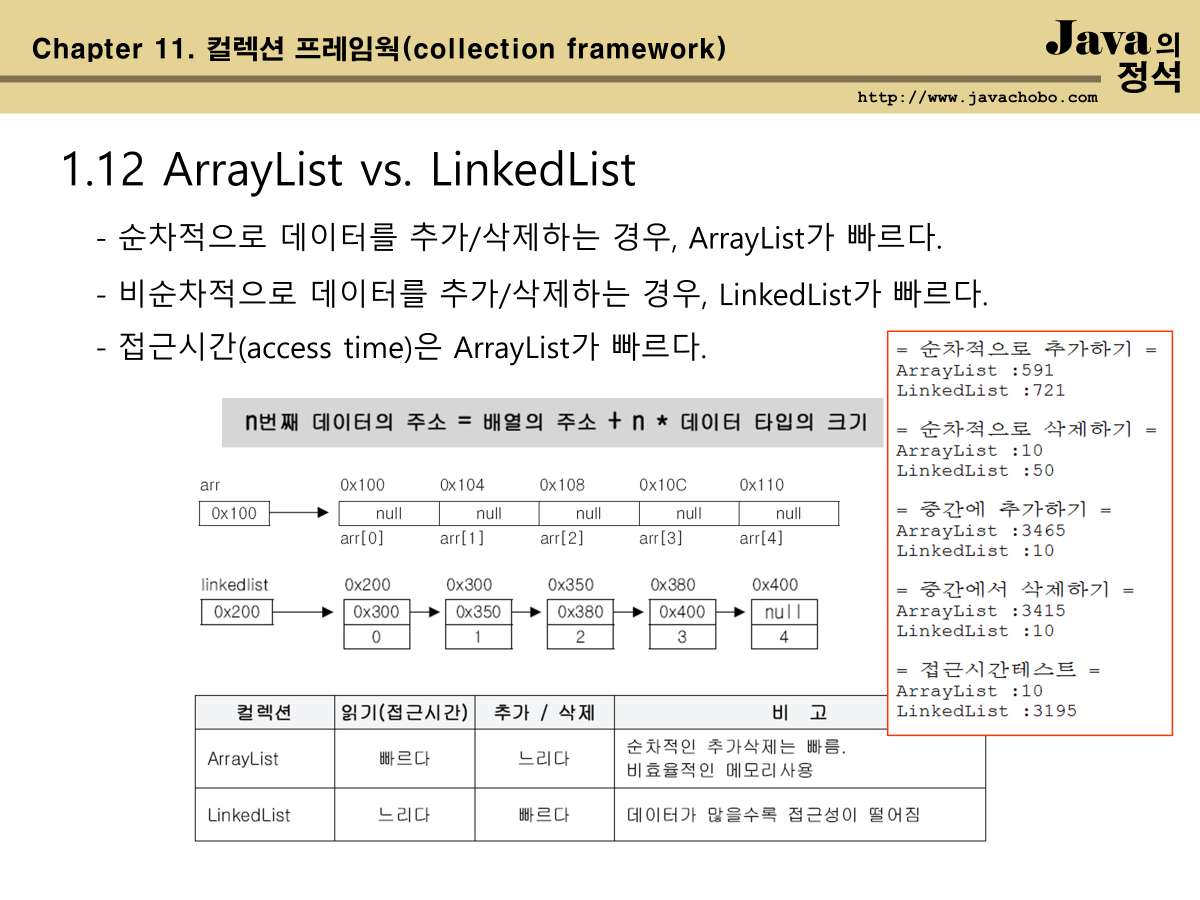 Chapter 11. 컬렉션 프레임웍(collection framework)
Java의
정석
http://www.javachobo.com
1.12 ArrayList vs. LinkedList
- 순차적으로 데이터를 추가/삭제하는 경우, ArrayList가 빠르다.
- 비순차적으로 데이터를 추가/삭제하는 경우, LinkedList가 빠르다.
- 접근시간(access time)은 ArrayList가 빠르다.
n번째 데이터의 주소 = 배열의 주소 + n * 데이터 타입의 크기
arr 0x100 0x104 0x108 0x10C 0x110
0x100 null null null null null
arr[0] arr[1] arr[2] arr[3] arr[4]
linkedlist 0x200 0x300 0x350 0x380 0x400
0x200 0x300 0x350 0x380 0x400 null
0 1 2 3 4
= 순차적으로 추가하기 =
ArrayList :591
LinkedList :721
= 순차적으로 삭제하기 =
ArrayList :10
LinkedList :50
= 중간에 추가하기 =
ArrayList :3465
LinkedList :10
= 중간에서 삭제하기 =
ArrayList :3415
LinkedList :10
= 접근시간테스트 =
ArrayList :10
LinkedList :3195
컬렉션 읽기(접근시간) 추가 / 삭제 비 고
ArrayList 빠르다 느리다 순차적인 추가삭제는 빠름.
비효율적인 메모리사용
LinkedList 느리다 빠르다 데이터가 많을수록 접근성이 떨어짐